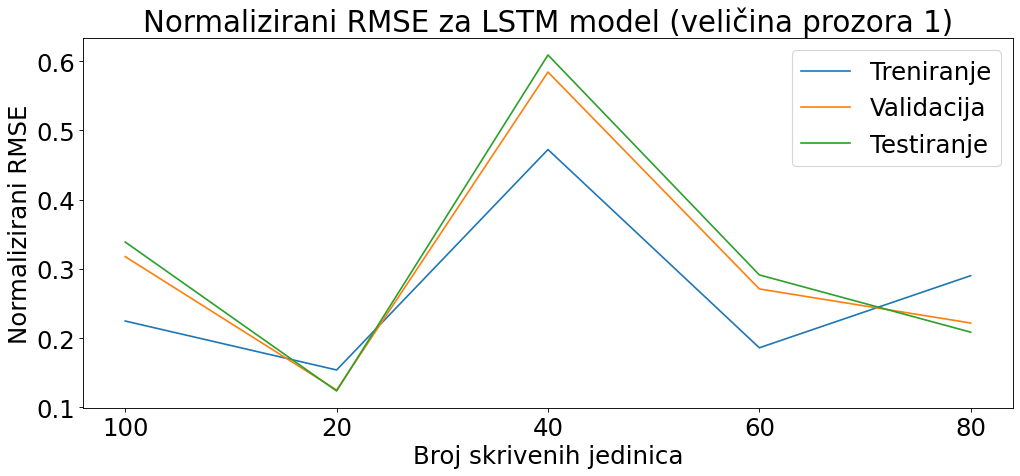 Normalizirani RMSE za LSTM model (veličina prozora 1)
Treniranje
Validacija
Testiranje
Normalizirani RMSE
0.6
0.5
0.4
0.3
0.2
0.1
100 20 40 60 80
Broj skrivenih jedinica